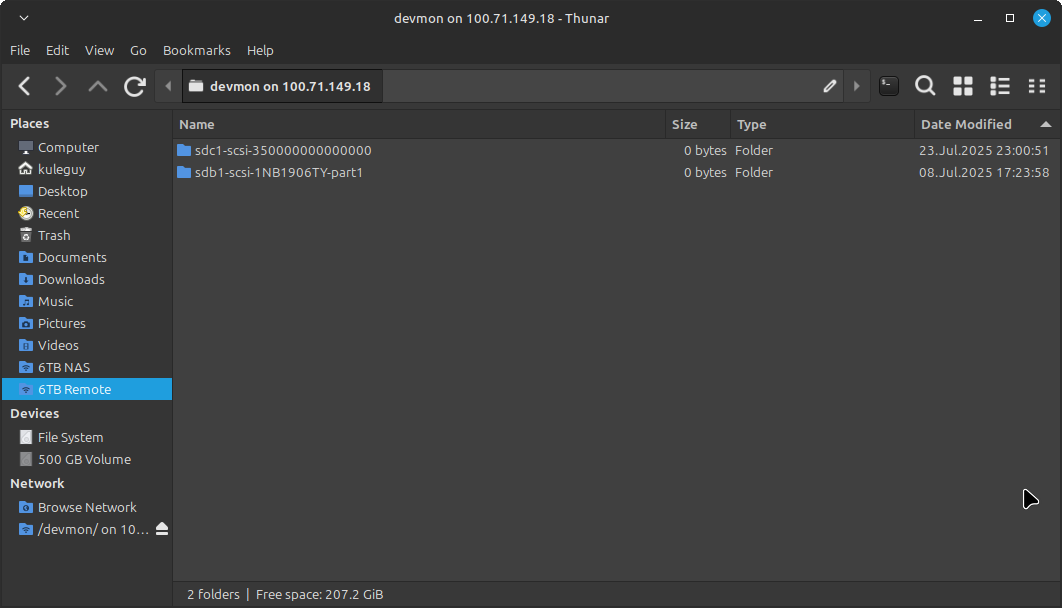 devmon on 100.71.149.18 - Thunar
File Edit View Go Bookmarks Help
devmon on 100.71.149.18
Places
Computer
kuleguy
Desktop
Recent
Trash
Documents
Downloads
Music
Pictures
Videos
6TB NAS
6TB Remote
Devices
File System
500 GB Volume
Network
Browse Network
/devmon/ on 10...
Name Size Type Date Modified
sdc1-scsi-350000000000000 0 bytes Folder 23.Jul.2025 23:00:51
sdb1-scsi-1NB1906TY-part1 0 bytes Folder 08.Jul.2025 17:23:58
2 folders | Free space: 207.2 GiB